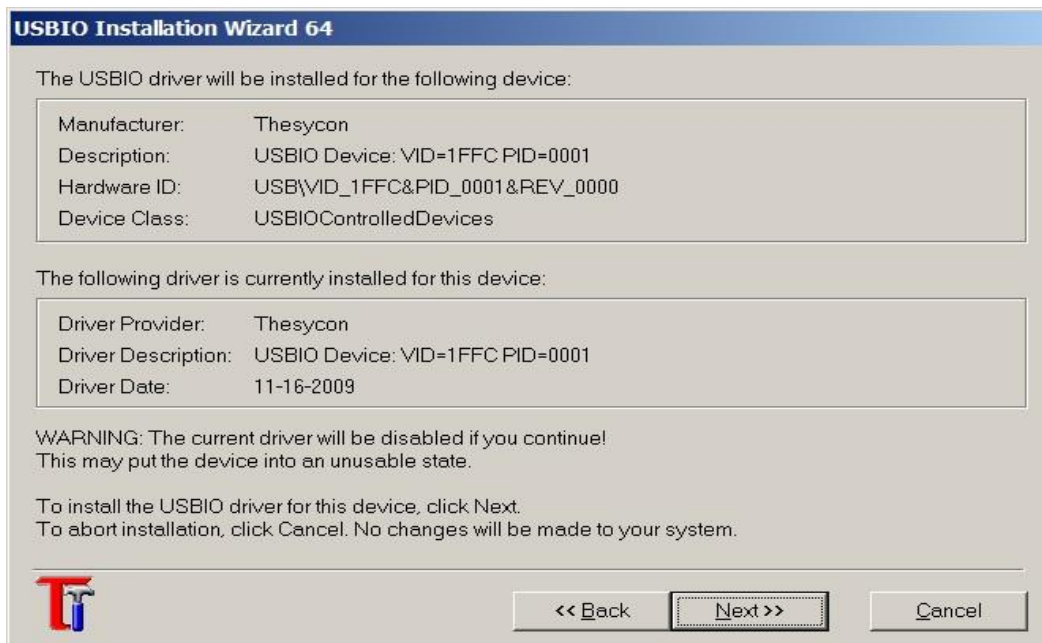 USBIO Installation Wizard 64
The USBIO driver will be installed for the following device:
Manufacturer: Thesycon
Description: USBIO Device: VID=1FFC PID=0001
Hardware ID: USB\VID_1FFC&PID_0001&REV_0000
Device Class: USBIOControlledDevices
The following driver is currently installed for this device:
Driver Provider: Thesycon
Driver Description: USBIO Device: VID=1FFC PID=0001
Driver Date: 11-16-2009
WARNING: The current driver will be disabled if you continue!
This may put the device into an unusable state.
To install the USBIO driver for this device, click Next.
To abort installation, click Cancel. No changes will be made to your system.
<< Back Next >> Cancel